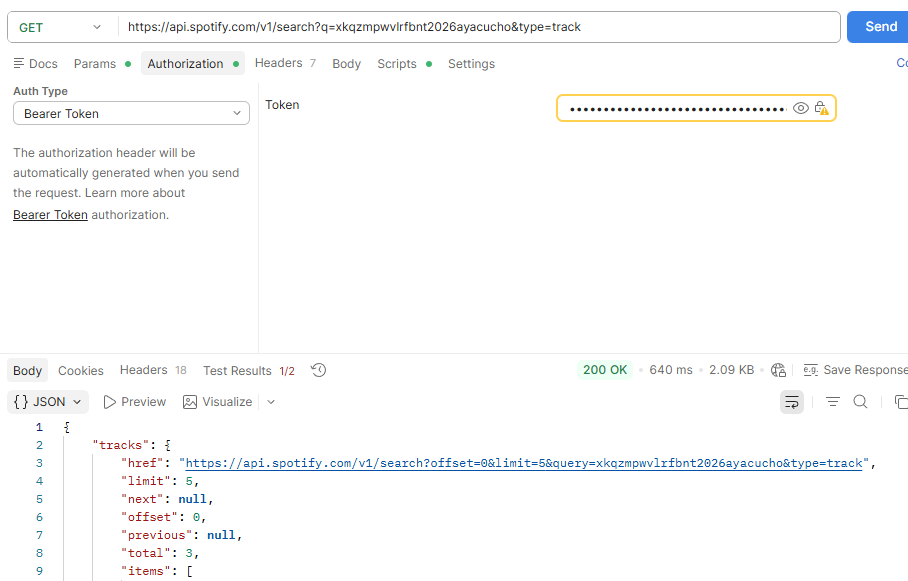 GET https://api.spotify.com/v1/search?q=xkqzmpwvlrfbnt2026ayacucho&type=track Send
Docs Params Authorization Headers 7 Body Scripts Settings
Auth Type
Bearer Token
Token
The authorization header will be
automatically generated when you send
the request. Learn more about
Bearer Token authorization.
Body Cookies Headers 18 Test Results 1/2 200 OK 640 ms 2.09 KB e.g. Save Response
{} JSON Preview Visualize
1 {
2 "tracks": {
3 "href": "https://api.spotify.com/v1/search?offset=0&limit=5&query=xkqzmpwvlrfbnt2026ayacucho&type=track",
4 "limit": 5,
5 "next": null,
6 "offset": 0,
7 "previous": null,
8 "total": 3,
9 "items": [